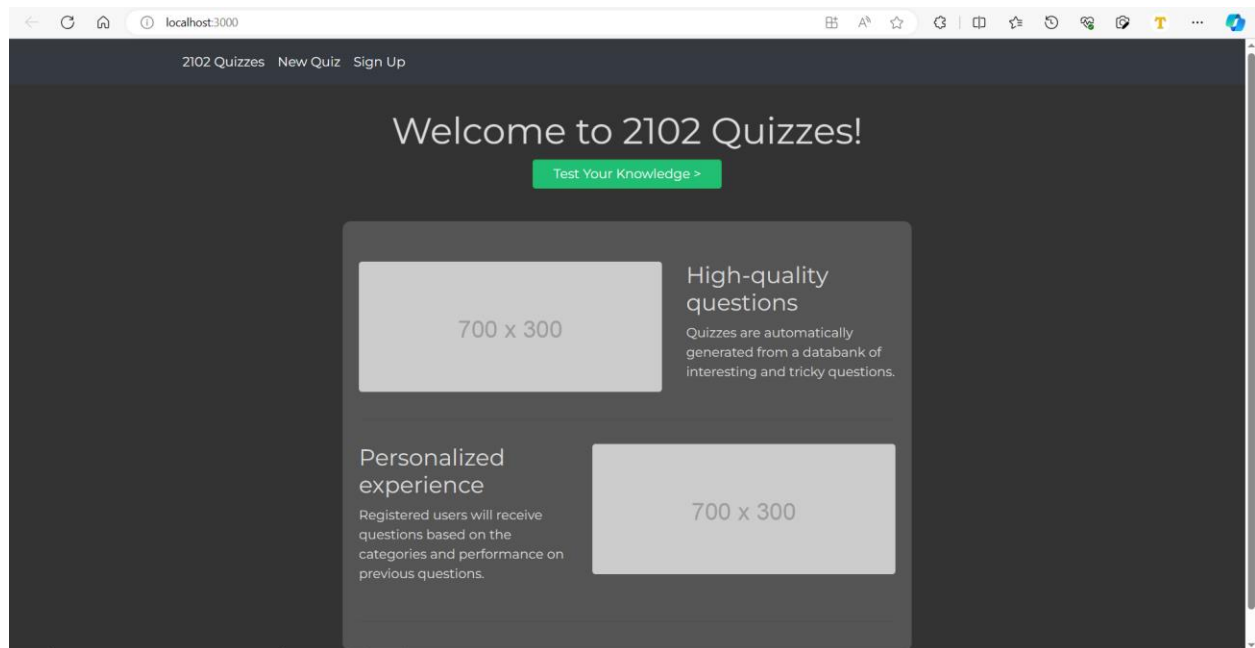 localhost:3000
2102 Quizzes New Quiz Sign Up
Welcome to 2102 Quizzes!
Test Your Knowledge >
700 x 300
High-quality
questions
Quizzes are automatically
generated from a databank of
interesting and tricky questions.
Personalized
experience
Registered users will receive
questions based on the
categories and performance on
previous questions.
700 x 300